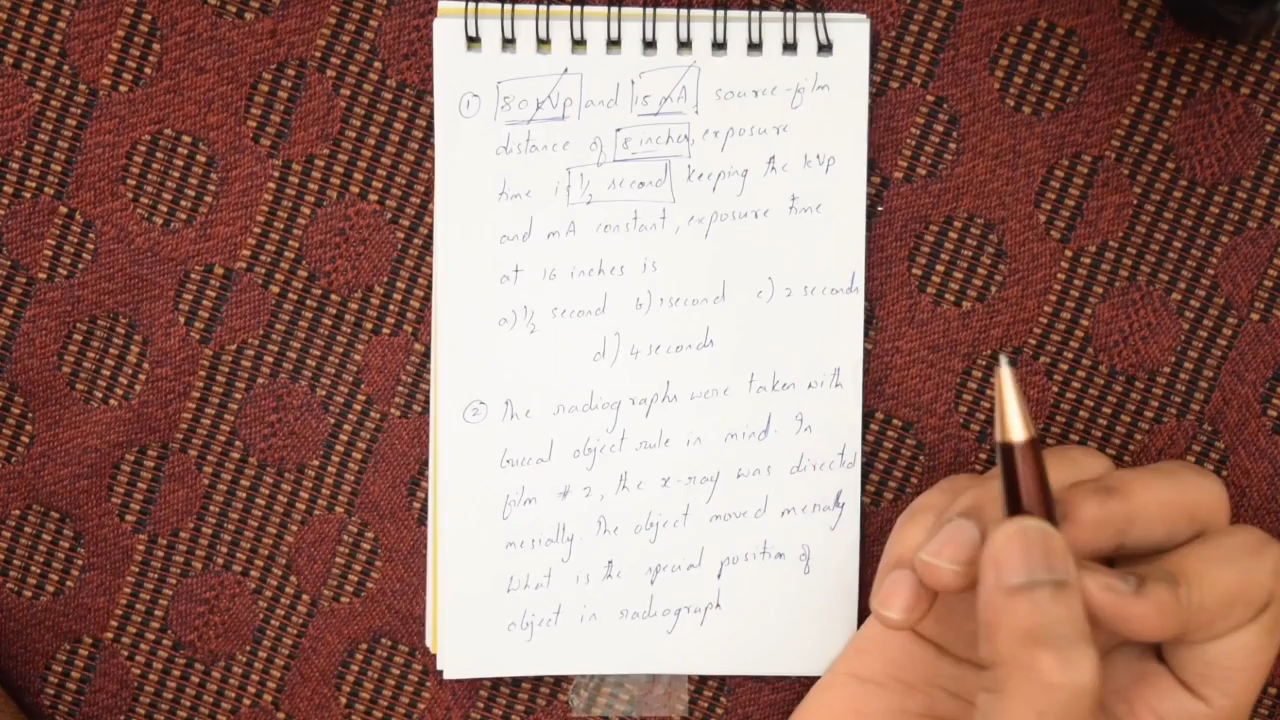 ① 80 kVp and 15 mA source-film
distance of 8 inches, exposure
time is 1/2 second keeping the kVp
and mA constant, exposure time
at 16 inches is
a) 1/2 second b) 1 second c) 2 seconds
d) 4 seconds
② The radiographs were taken with
buccal object rule in mind. In
film # 2, the x-ray was directed
mesially. The object moved mesially
What is the special position of
object in radiograph